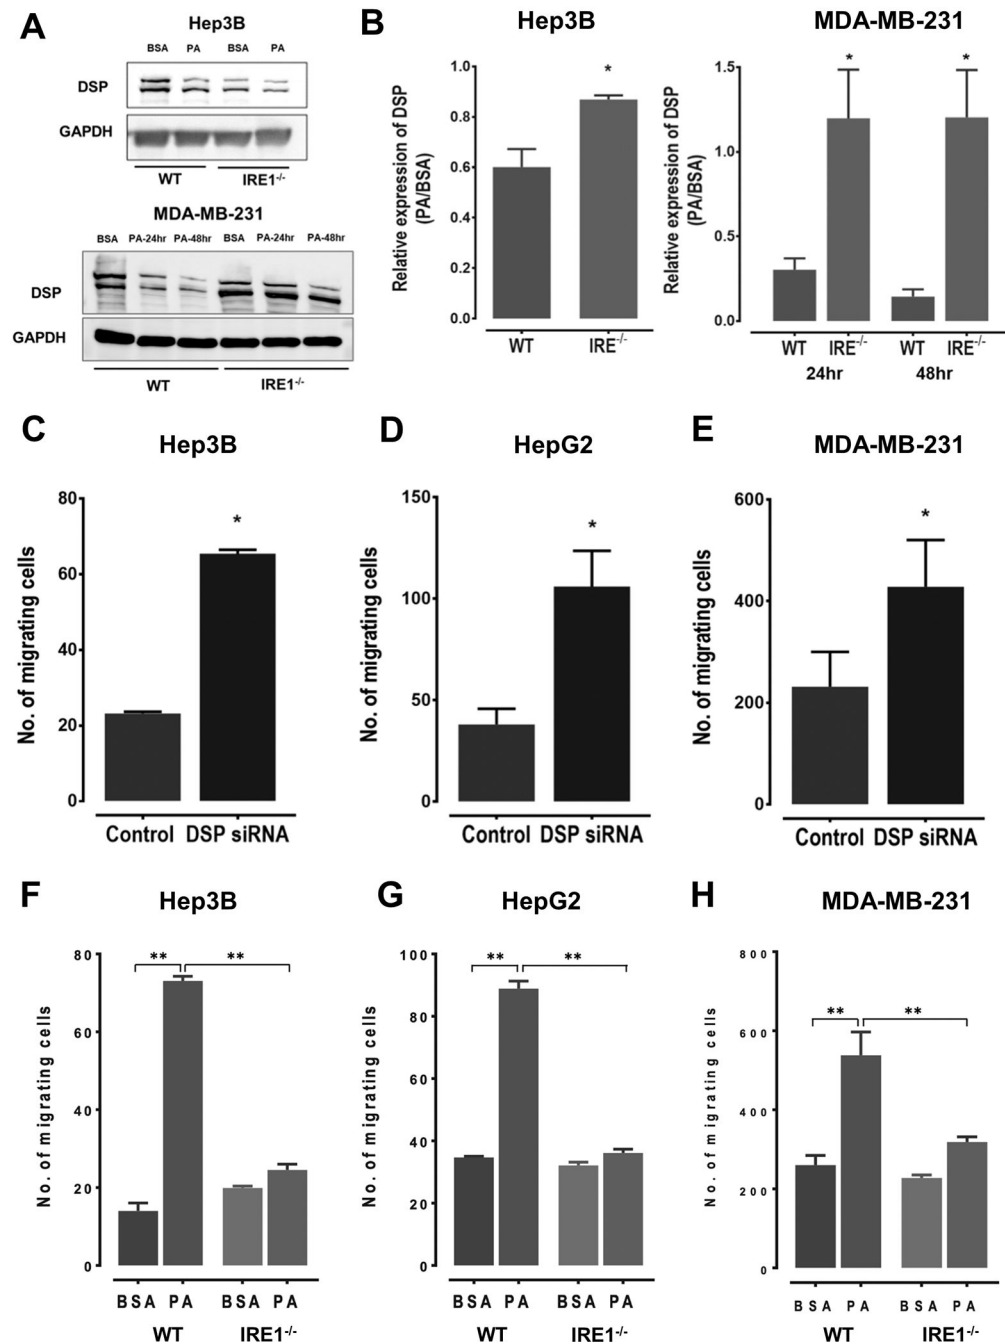 A
Hep3B
BSA PA BSA PA
DSP
GAPDH
WT IRE1-/-
MDA-MB-231
BSA PA-24hr PA-48hr BSA PA-24hr PA-48hr
DSP
GAPDH
WT IRE1-/-
B
Hep3B
Relative expression of DSP
(PA/BSA)
1.0
0.8
0.6
0.4
0.2
0.0
*
WT IRE-/-
MDA-MB-231
Relative expression of DSP
(PA/BSA)
1.5
1.0
0.5
0.0
* *
WT IRE-/- WT IRE-/-
24hr 48hr
C
Hep3B
No. of migrating cells
80
60
40
20
0
*
Control DSP siRNA
D
HepG2
No. of migrating cells
150
100
50
0
*
Control DSP siRNA
E
MDA-MB-231
No. of migrating cells
600
400
200
0
*
Control DSP siRNA
F
Hep3B
No. of migrating cells
80
60
40
20
0
** **
BSA PA BSA PA
WT IRE1-/-
G
HepG2
No. of migrating cells
100
80
60
40
20
0
** **
BSA PA BSA PA
WT IRE1-/-
H
MDA-MB-231
No. of migrating cells
800
600
400
200
0
** **
BSA PA BSA PA
WT IRE1-/-